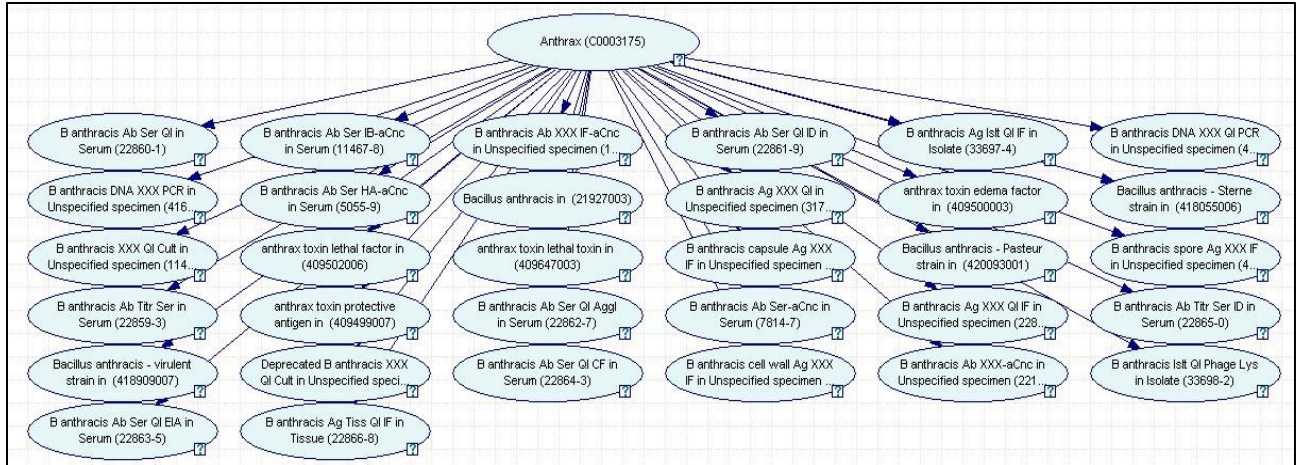 Anthrax (C0003175)
B anthracis Ab Ser Ql in
Serum (22860-1)
B anthracis Ab Ser IB-aCnc
in Serum (11467-8)
B anthracis Ab XXX IF-aCnc
in Unspecified specimen (1...
B anthracis Ab Ser Ql ID in
Serum (22861-9)
B anthracis Ag Islt Ql IF in
Isolate (33697-4)
B anthracis DNA XXX Ql PCR
in Unspecified specimen (4...
B anthracis DNA XXX PCR in
Unspecified specimen (416...
B anthracis Ab Ser HA-aCnc
in Serum (5055-9)
Bacillus anthracis in (21927003)
B anthracis Ag XXX Ql in
Unspecified specimen (317...
anthrax toxin edema factor
in (409500003)
Bacillus anthracis - Sterne
strain in (418055006)
B anthracis XXX Ql Cult in
Unspecified specimen (114...
anthrax toxin lethal factor in
(409502006)
anthrax toxin lethal toxin in
(409647003)
B anthracis capsule Ag XXX
IF in Unspecified specimen ...
Bacillus anthracis - Pasteur
strain in (420093001)
B anthracis spore Ag XXX IF
in Unspecified specimen (4...
B anthracis Ab Titr Ser in
Serum (22859-3)
anthrax toxin protective
antigen in (409499007)
B anthracis Ab Ser Ql Aggl
in Serum (22862-7)
B anthracis Ab Ser-aCnc in
Serum (7814-7)
B anthracis Ag XXX Ql IF in
Unspecified specimen (228...
B anthracis Ab Titr Ser ID in
Serum (22865-0)
Bacillus anthracis - virulent
strain in (418909007)
Deprecated B anthracis XXX
Ql Cult in Unspecified speci...
B anthracis Ab Ser Ql CF in
Serum (22864-3)
B anthracis cell wall Ag XXX
IF in Unspecified specimen ...
B anthracis Ab XXX-aCnc in
Unspecified specimen (221...
B anthracis Islt Ql Phage Lys
in Isolate (33698-2)
B anthracis Ab Ser Ql EIA in
Serum (22863-5)
B anthracis Ag Tiss Ql IF in
Tissue (22866-8)